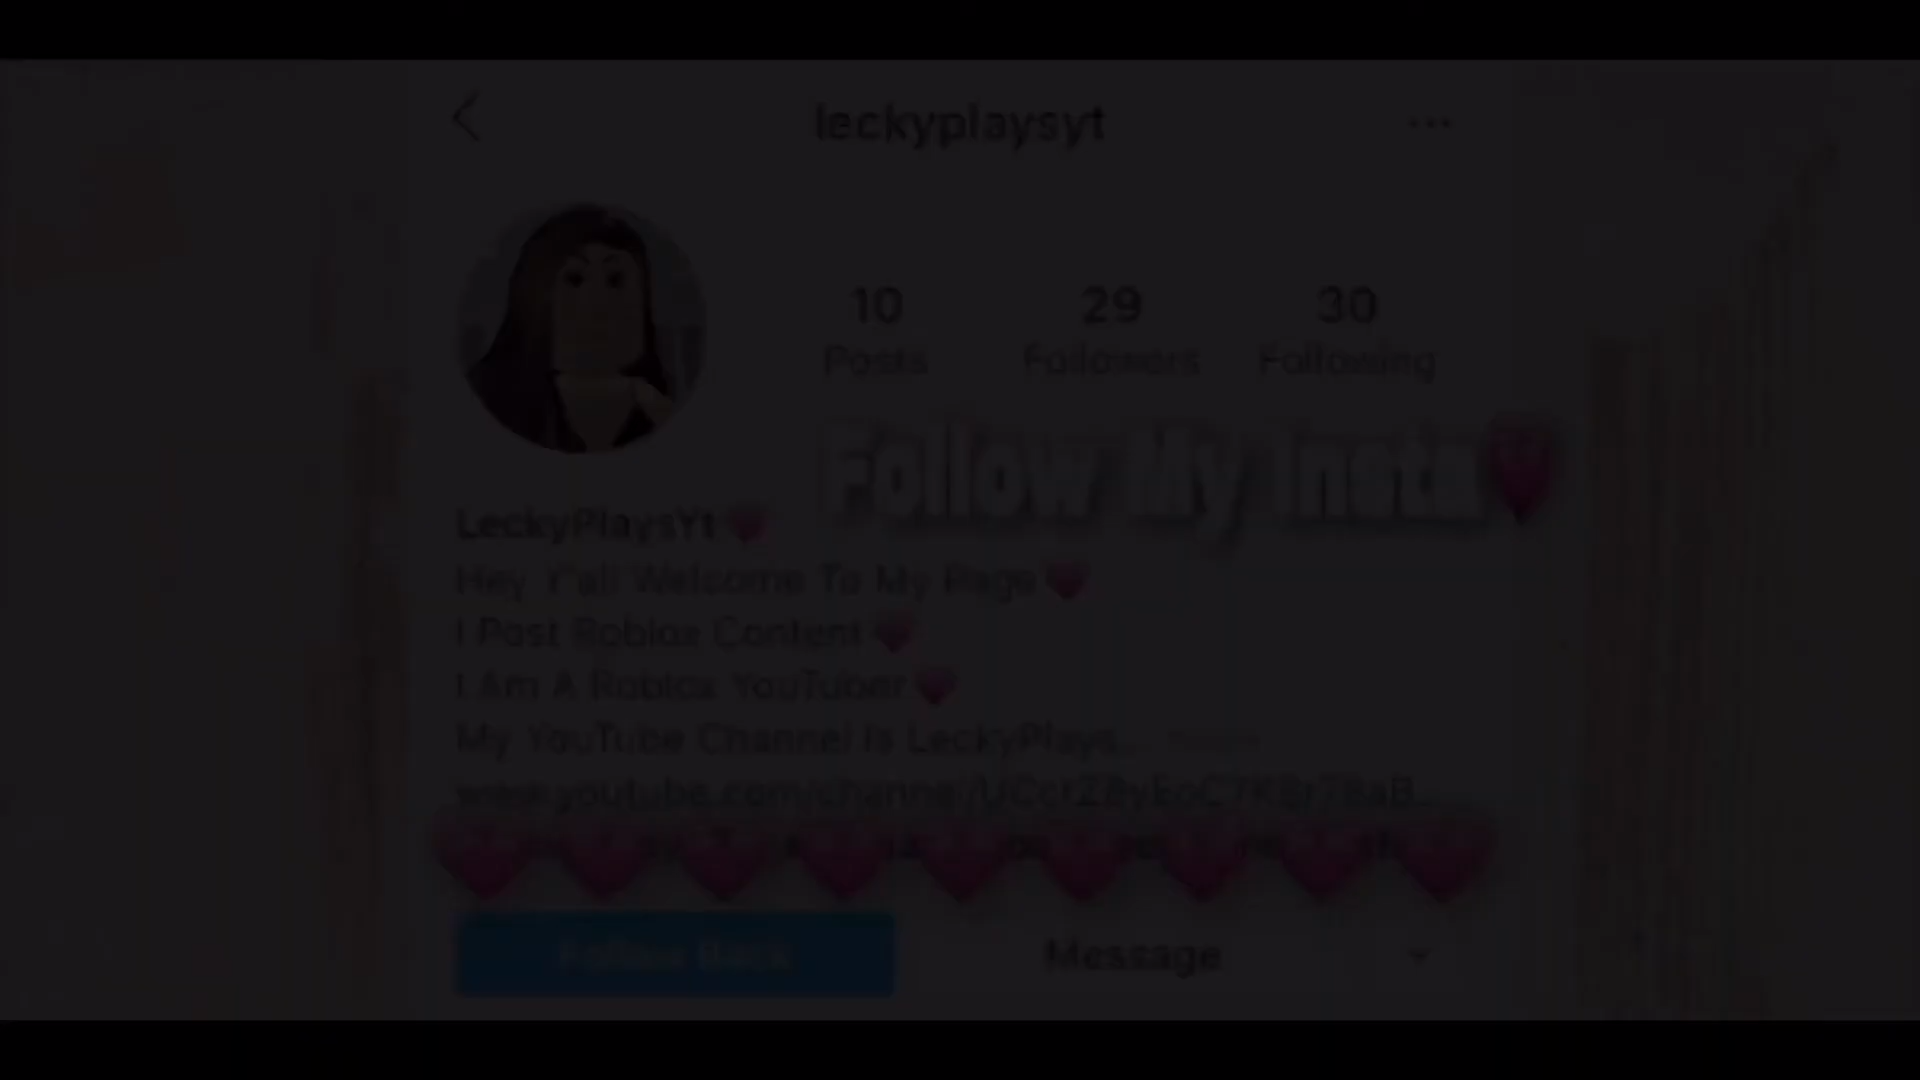 leckyplaysyt
10 29 30
Posts Followers Following
Follow My Insta
LeckyPlaysYt
Hey Y'all Welcome To My Page
I Post Roblox Content
I Am A Roblox YouTuber
My YouTube Channel Is LeckyPlays...
Follow Back Message